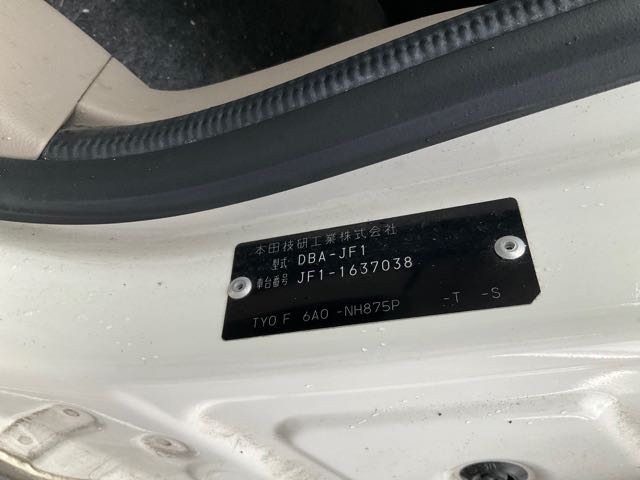 本田技研工業株式会社
型式 DBA-JF1
車台番号 JF1-1637038
TY0 F 6A0 -NH875P -T -S